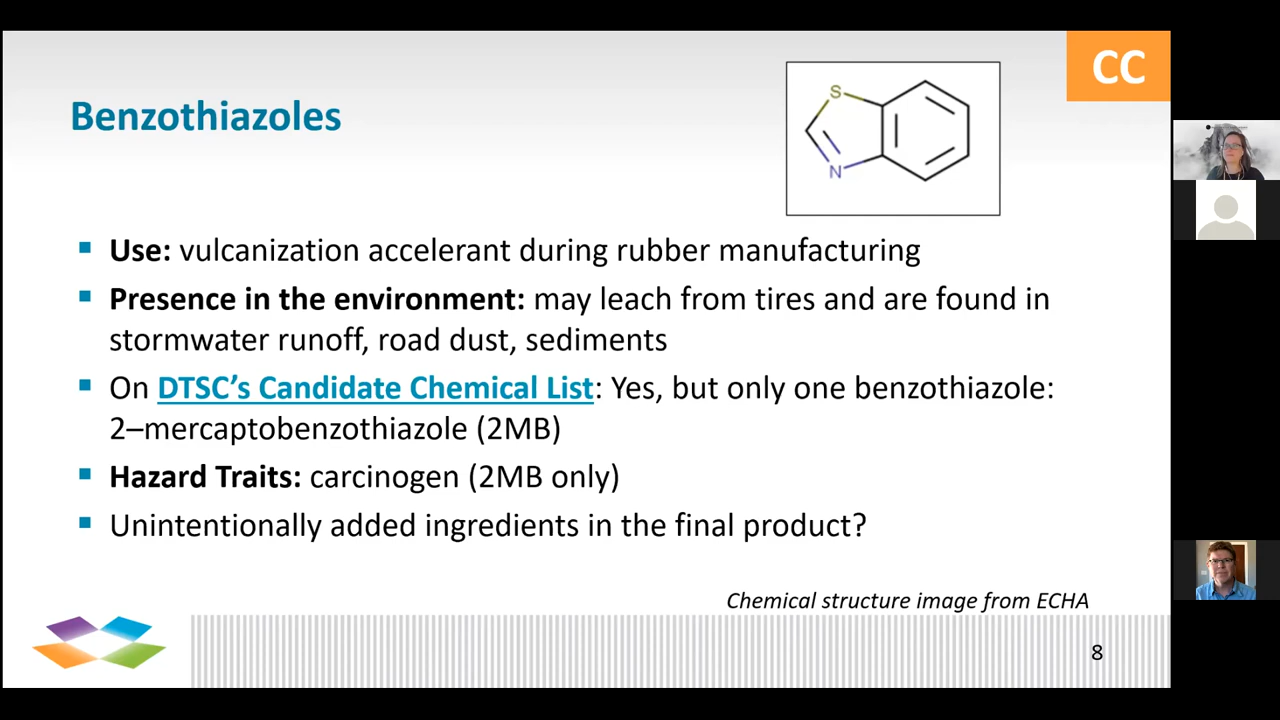 CC
Benzothiazoles
S
N
Use: vulcanization accelerant during rubber manufacturing
Presence in the environment: may leach from tires and are found in
stormwater runoff, road dust, sediments
On DTSC’s Candidate Chemical List: Yes, but only one benzothiazole:
2–mercaptobenzothiazole (2MB)
Hazard Traits: carcinogen (2MB only)
Unintentionally added ingredients in the final product?
Chemical structure image from ECHA
8